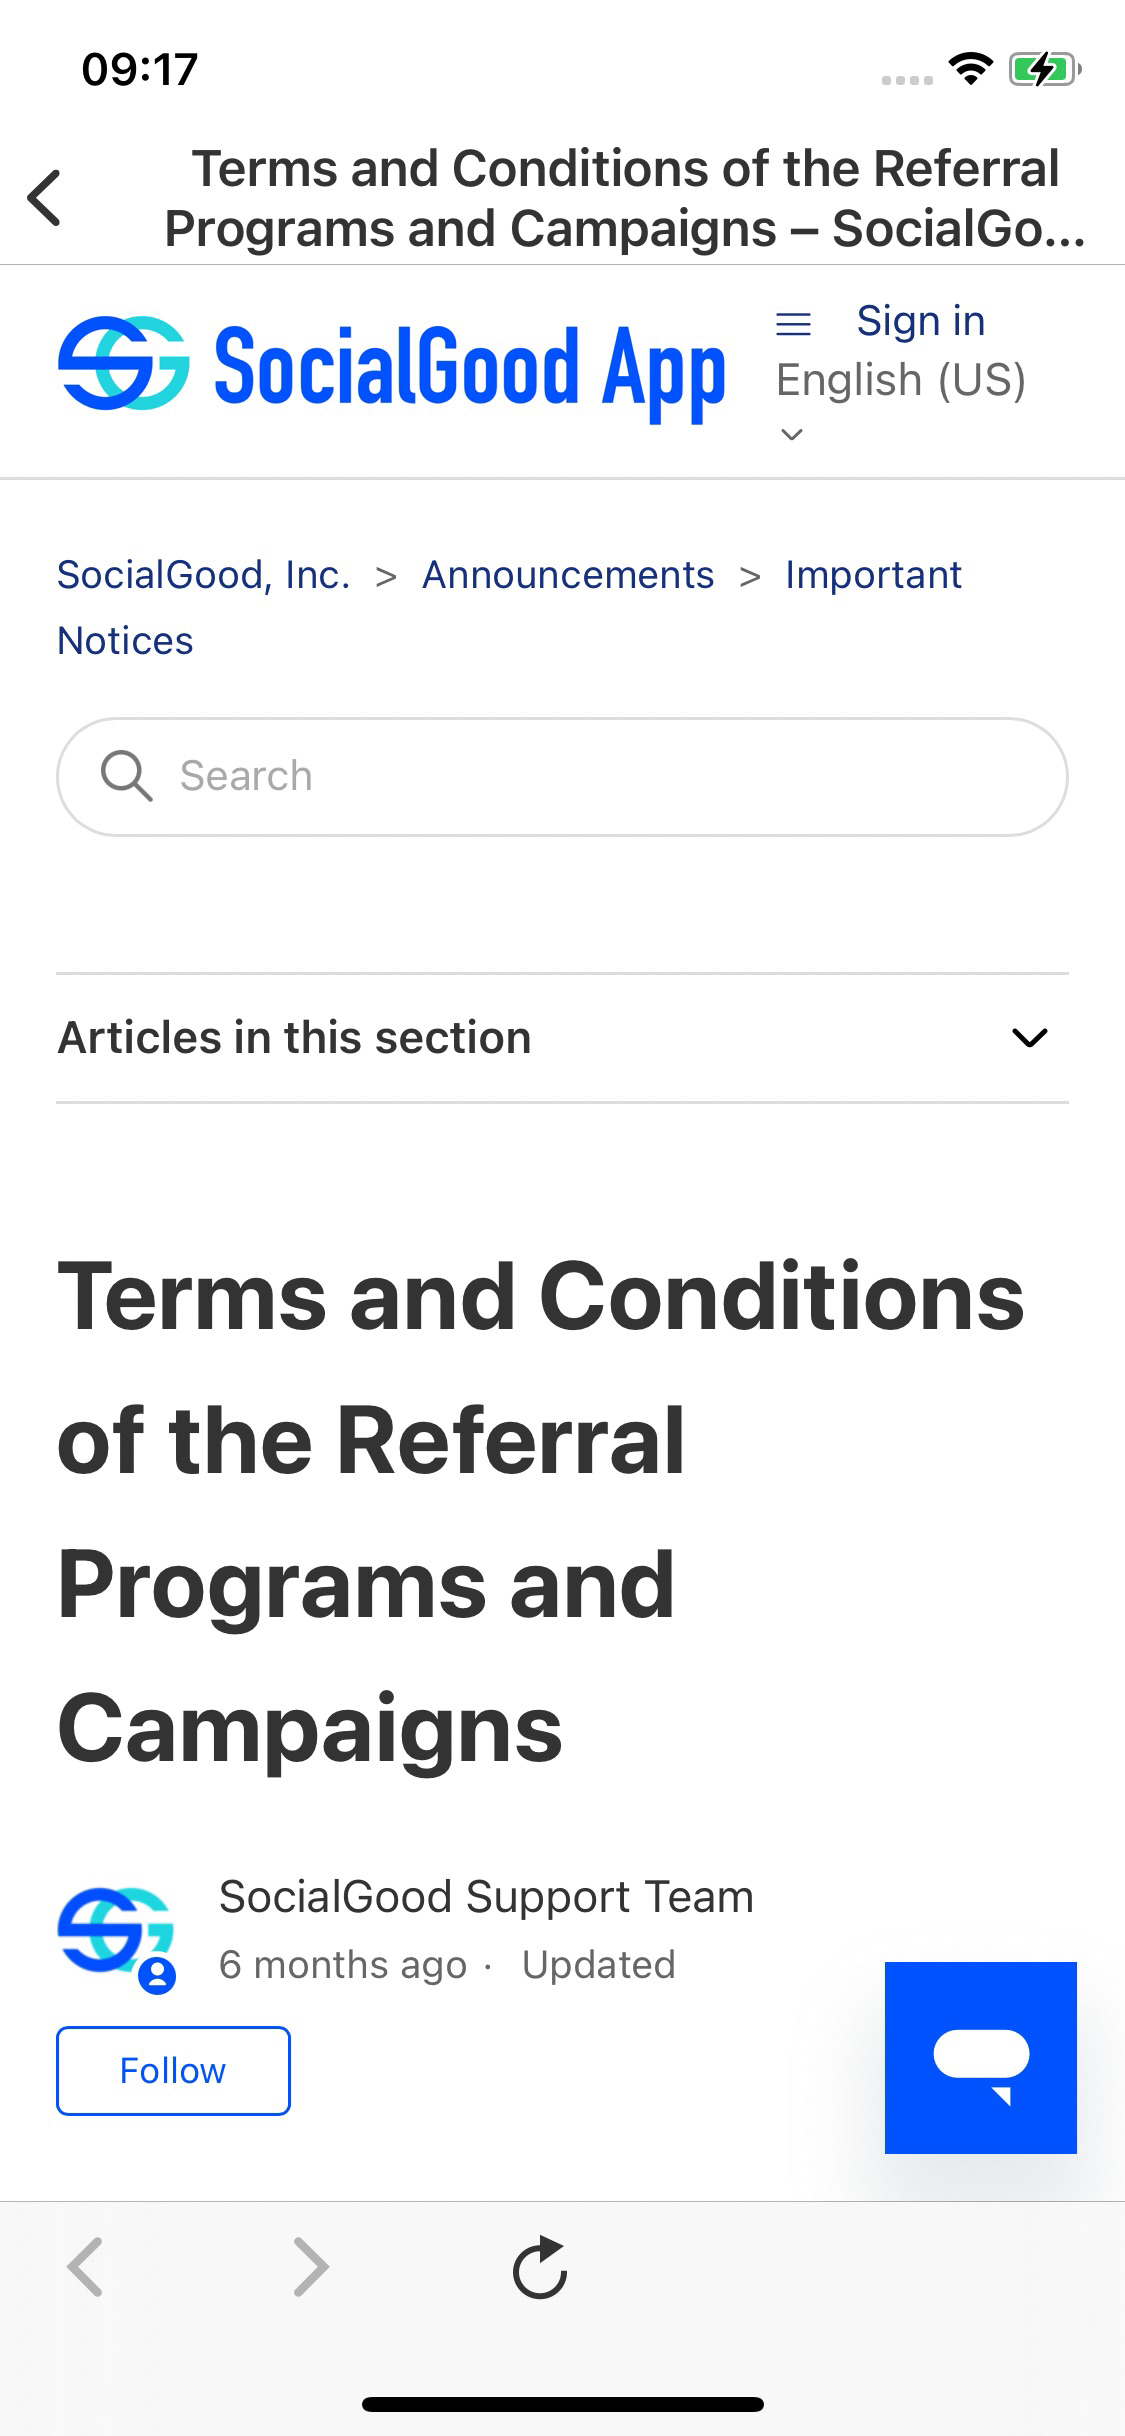 09:17
Terms and Conditions of the Referral
Programs and Campaigns – SocialGo...
SocialGood App
Sign in
English (US)
SocialGood, Inc. > Announcements > Important
Notices
Search
Articles in this section
Terms and Conditions
of the Referral
Programs and
Campaigns
SocialGood Support Team
6 months ago · Updated
Follow